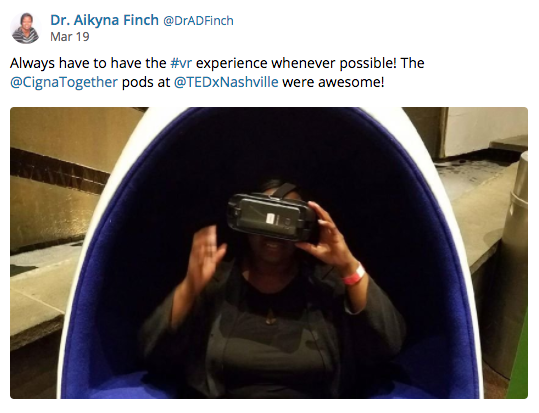 Dr. Aikyna Finch @DrADFinch
Mar 19
Always have to have the #vr experience whenever possible! The
@CignaTogether pods at @TEDxNashville were awesome!